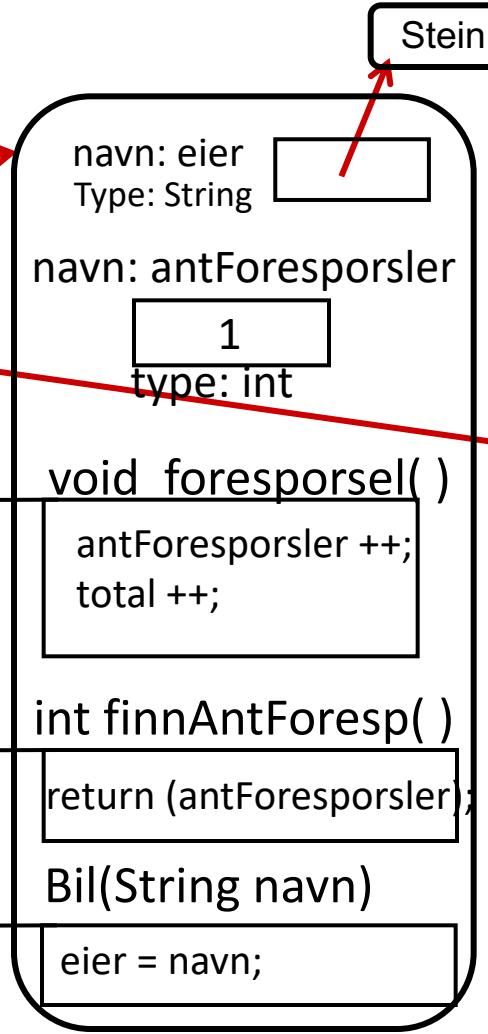 Stein
navn: eier
Type: String
navn: antForesporsler
1
type: int
void foresporsel( )
antForesporsler ++;
total ++;
int finnAntForesp( )
return (antForesporsler);
Bil(String navn)
eier = navn;